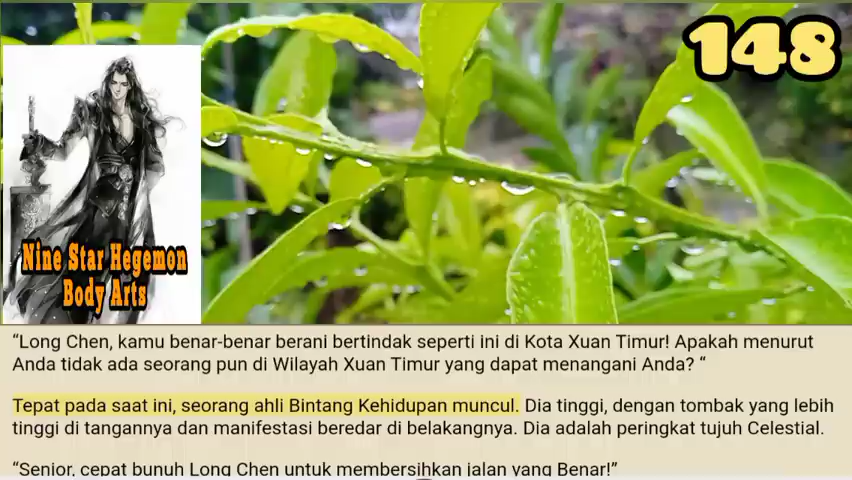 148
Nine Star Hegemon
Body Arts
“Long Chen, kamu benar-benar berani bertindak seperti ini di Kota Xuan Timur! Apakah menurut
Anda tidak ada seorang pun di Wilayah Xuan Timur yang dapat menangani Anda? “
Tepat pada saat ini, seorang ahli Bintang Kehidupan muncul. Dia tinggi, dengan tombak yang lebih
tinggi di tangannya dan manifestasi beredar di belakangnya. Dia adalah peringkat tujuh Celestial.
“Senior, cepat bunuh Long Chen untuk membersihkan jalan yang Benar!”